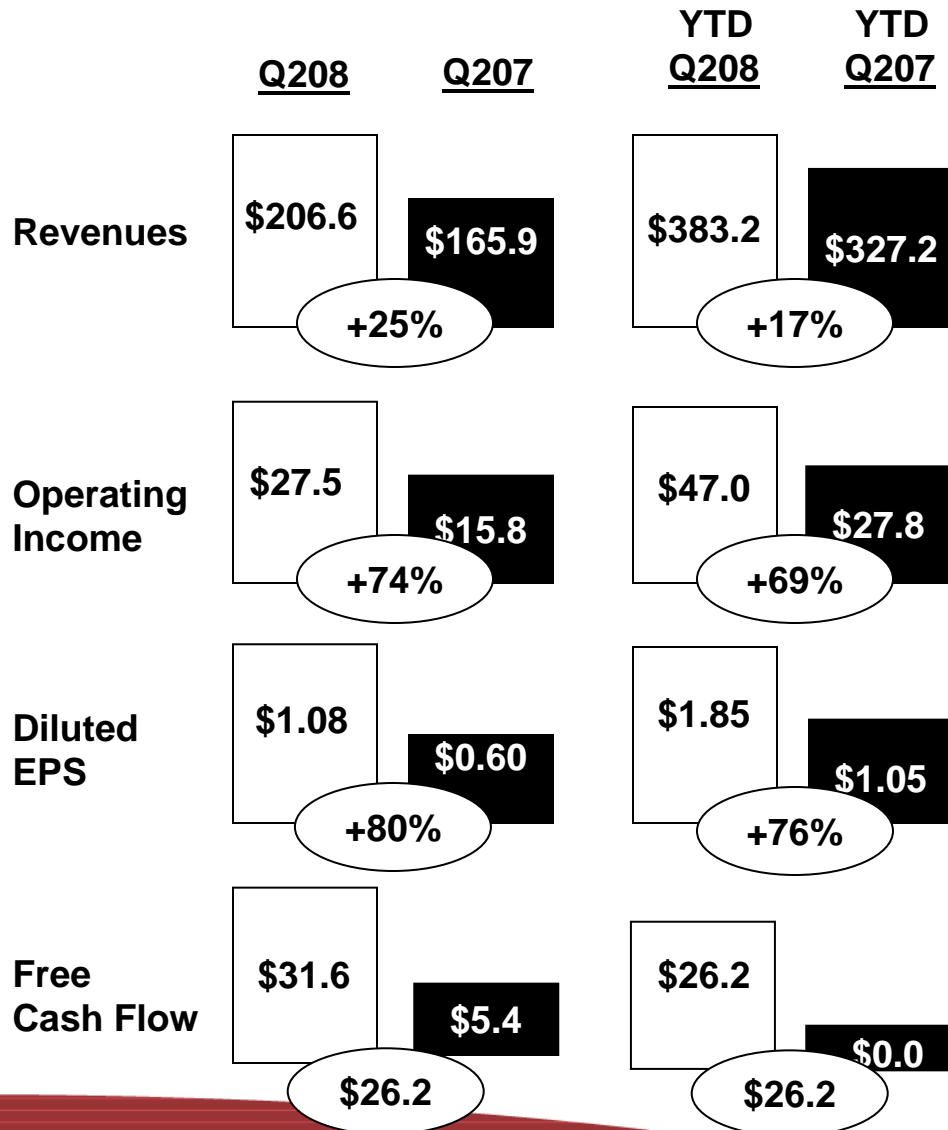 YTD YTD
Q208 Q207 Q208 Q207
Revenues $206.6 $165.9 $383.2 $327.2
+25% +17%
Operating
Income $27.5 $15.8 $47.0 $27.8
+74% +69%
Diluted
EPS $1.08 $0.60 $1.85 $1.05
+80% +76%
Free
Cash Flow $31.6 $5.4 $26.2 $0.0
$26.2 $26.2